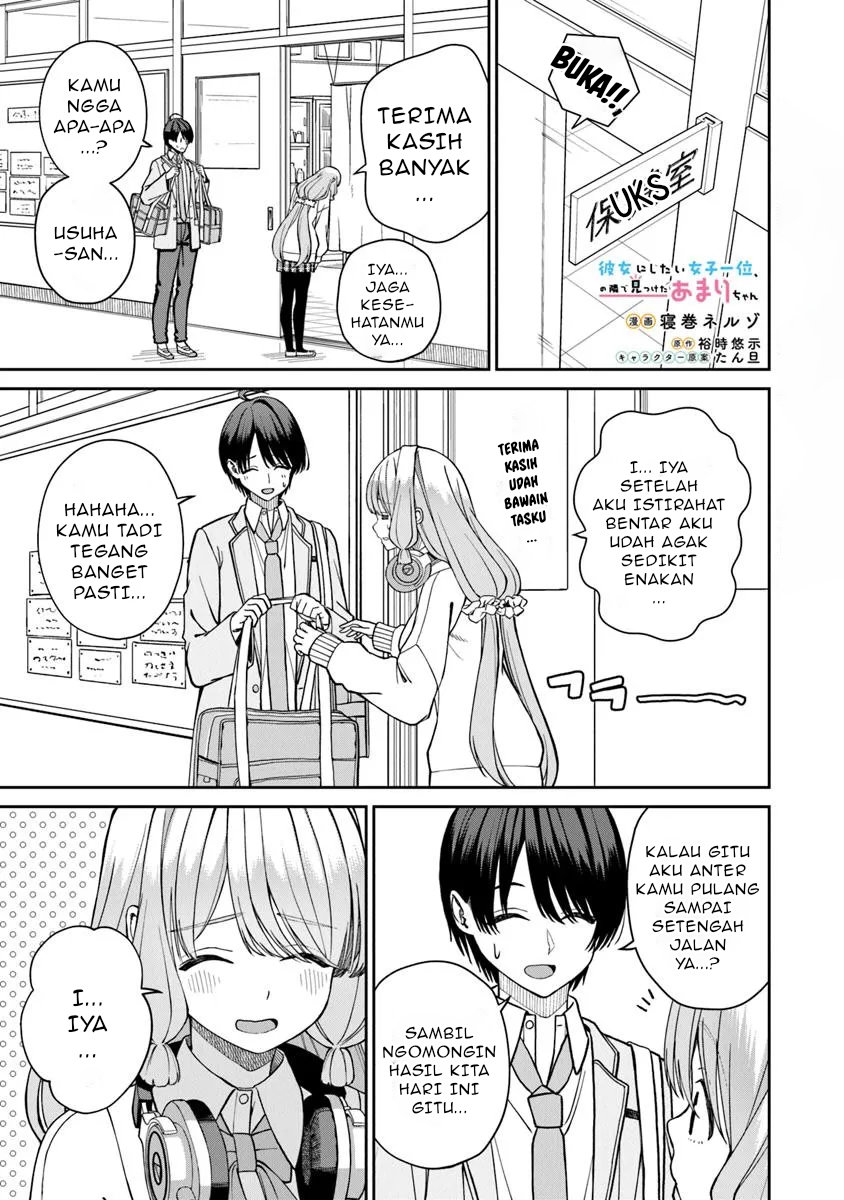 BUKA!!,
保UKS室
彼女にしたい女子一位、
の隣で見つけたあまりちゃん
漫画 寝巻ネルゾ
原作 裕時悠示
キャラクター原案 たん旦
TERIMA
KASIH
BANYAK
...
IYA...
JAGA
KESE-
HATANMU
YA...
KAMU
NGGA
APA-APA
...?
USUHA
-SAN...
I... IYA
SETELAH
AKU ISTIRAHAT
BENTAR AKU
UDAH AGAK
SEDIKIT
ENAKAN
...
TERIMA
KASIH
UDAH
BAWAIN
TASKU
...
HAHAHA...
KAMU TADI
TEGANG
BANGET
PASTI...
フラー
KALAU GITU
AKU ANTER
KAMU PULANG
SAMPAI
SETENGAH
JALAN
YA...?
SAMBIL
NGOMONGIN
HASIL KITA
HARI INI
GITU...
I...
IYA
...